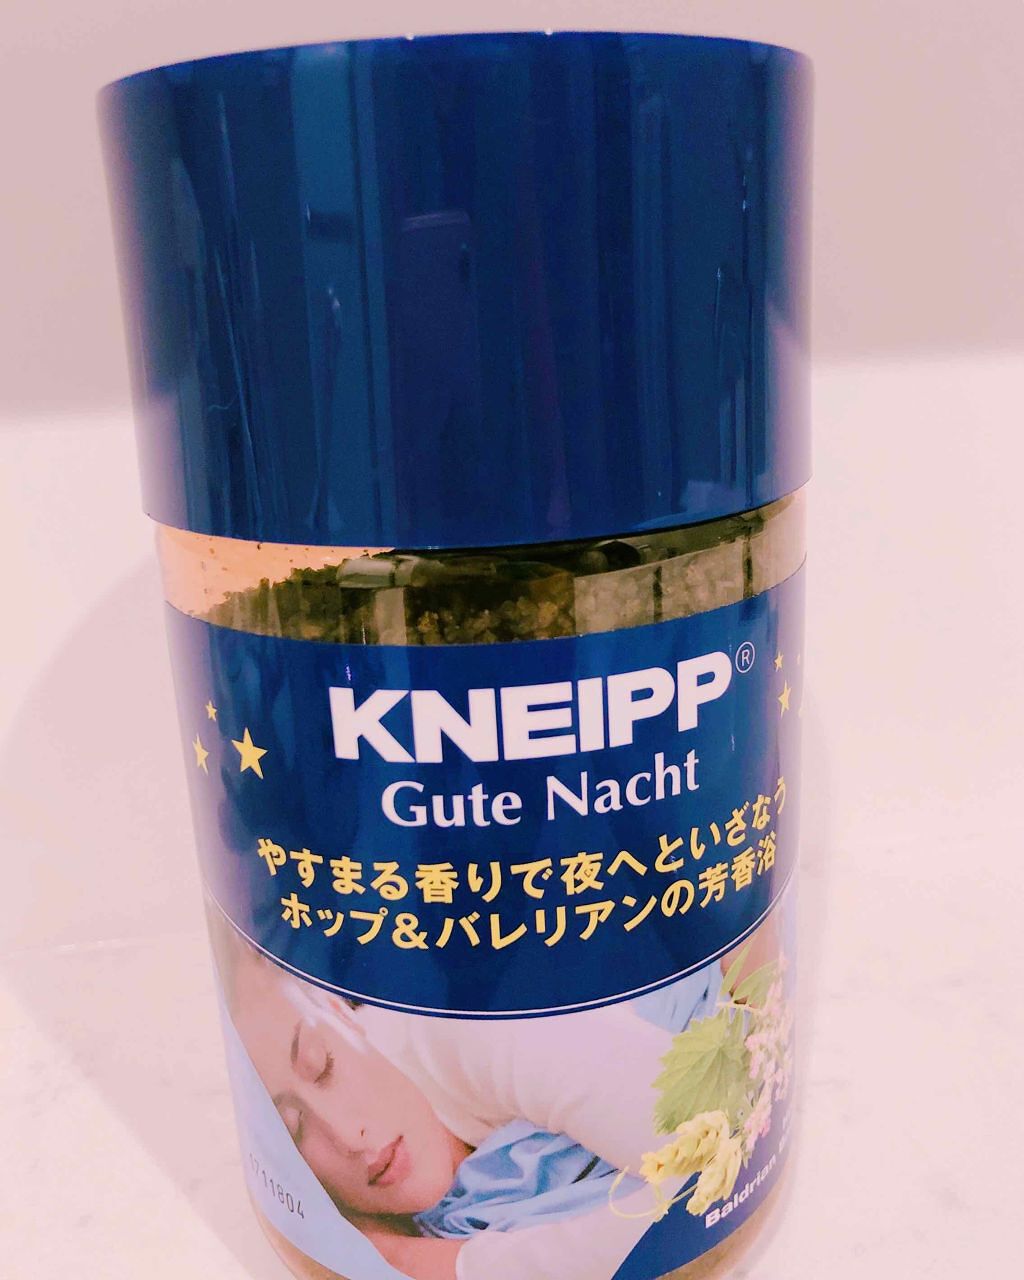 KNEIPP®
Gute Nacht
やすまる香りで夜へといざなう
ホップ&バレリアンの芳香浴
Baldrian
711804